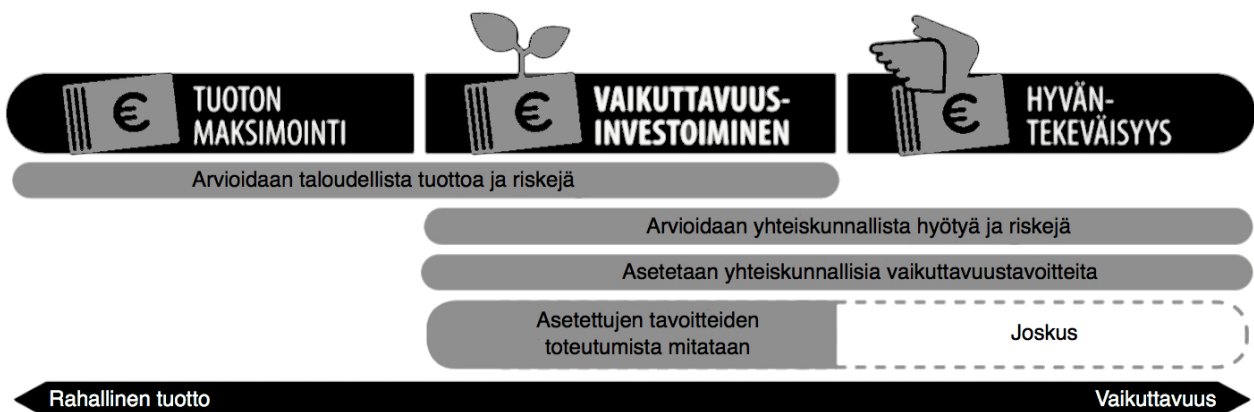 € TUOTON
MAKSIMOINTI
€ VAIKUTTAVUUS-
INVESTOIMINEN
€ HYVÄN-
TEKEVÄISYYS
Arvioidaan taloudellista tuottoa ja riskejä
Arvioidaan yhteiskunnallista hyötyä ja riskejä
Asetetaan yhteiskunnallisia vaikuttavuustavoitteita
Asetettujen tavoitteiden
toteutumista mitataan
Joskus
Rahallinen tuotto
Vaikuttavuus